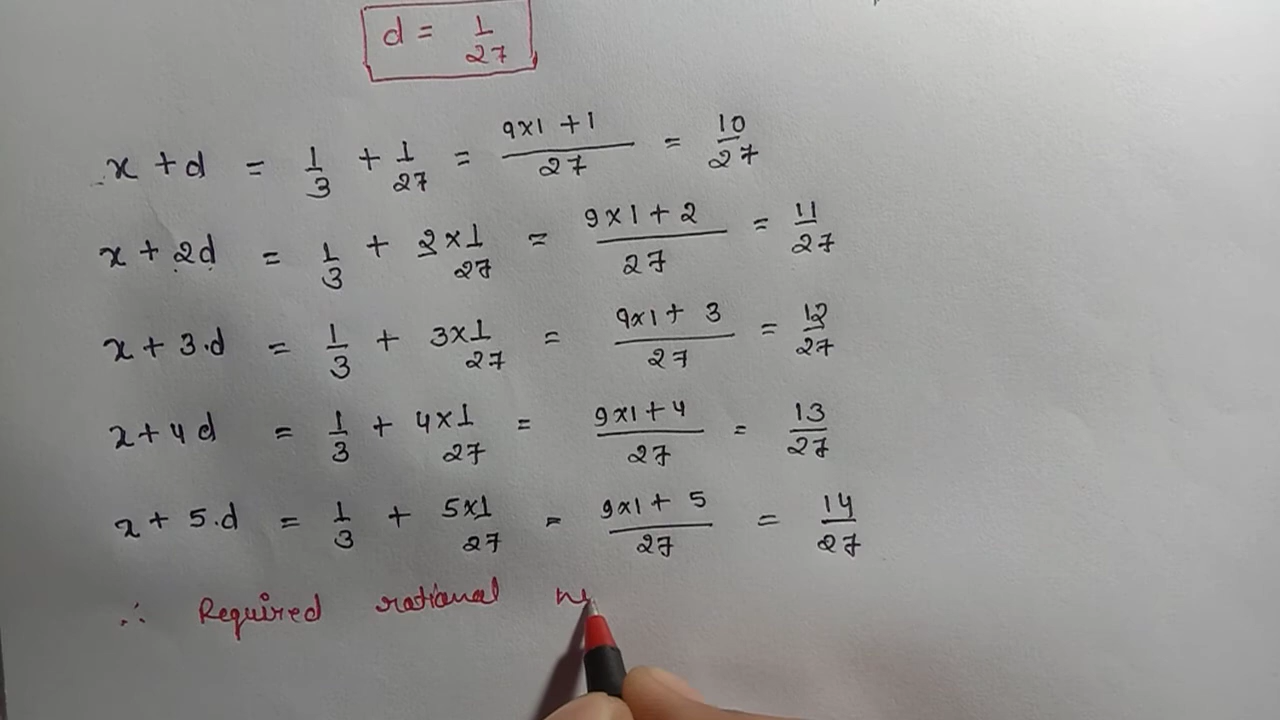 d = 1/27
x + d = 1/3 + 1/27 = 9x1 + 1/27 = 10/27
x + 2d = 1/3 + 2x1/27 = 9x1 + 2/27 = 11/27
x + 3.d = 1/3 + 3x1/27 = 9x1 + 3/27 = 12/27
x + 4d = 1/3 + 4x1/27 = 9x1 + 4/27 = 13/27
x + 5.d = 1/3 + 5x1/27 = 9x1 + 5/27 = 14/27
∴ Required rational